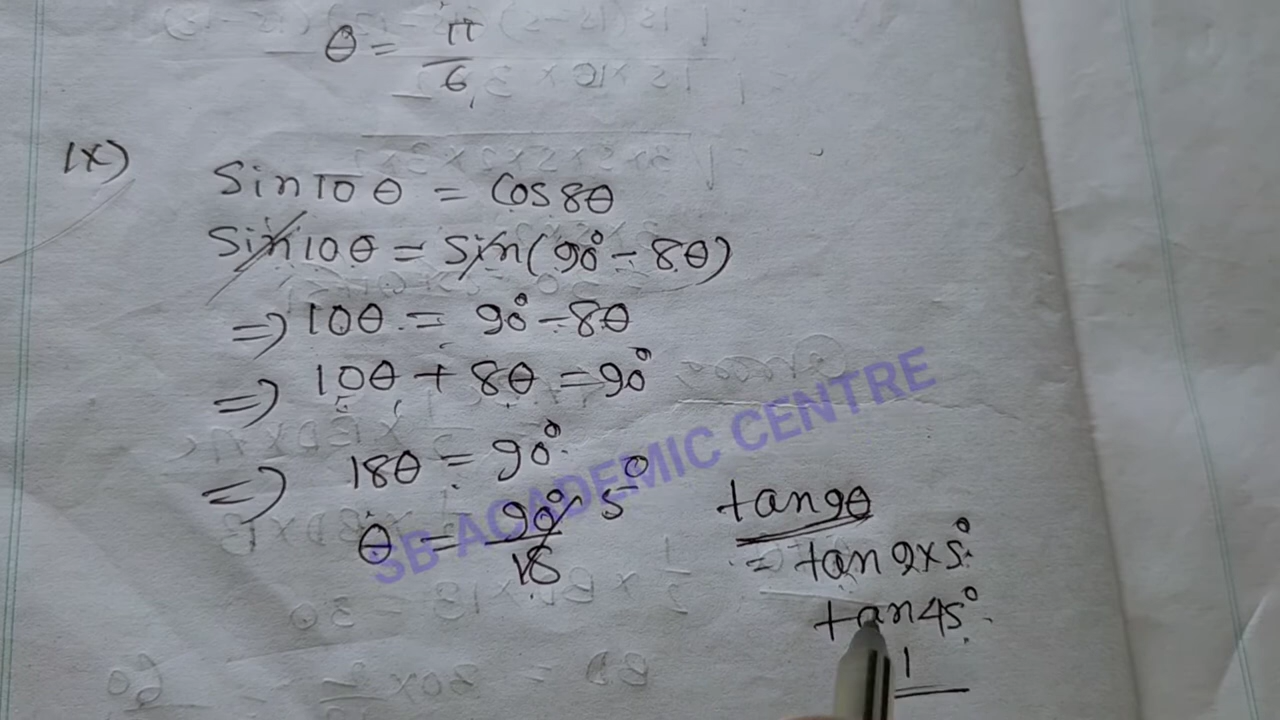 θ = π/6
ix)
Sin10θ = Cos8θ
Sin10θ = Sin(90° - 8θ)
=> 10θ = 90° - 8θ
=> 10θ + 8θ = 90°
=> 18θ = 90°
θ = 90°/18 5°
tan9θ
= tan9×5°
tan45°
1
SB ACADEMIC CENTRE